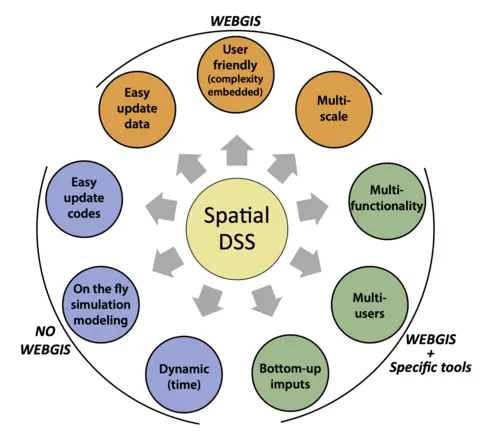 WEBGIS
User
friendly
(complexity
embedded)
Easy
update
data
Multi-
scale
Easy
update
codes
Multi-
functionality
Spatial
DSS
On the fly
simulation
modeling
Multi-
users
NO
WEBGIS
WEBGIS
+
Specific tools
Dynamic
(time)
Bottom-up
imputs